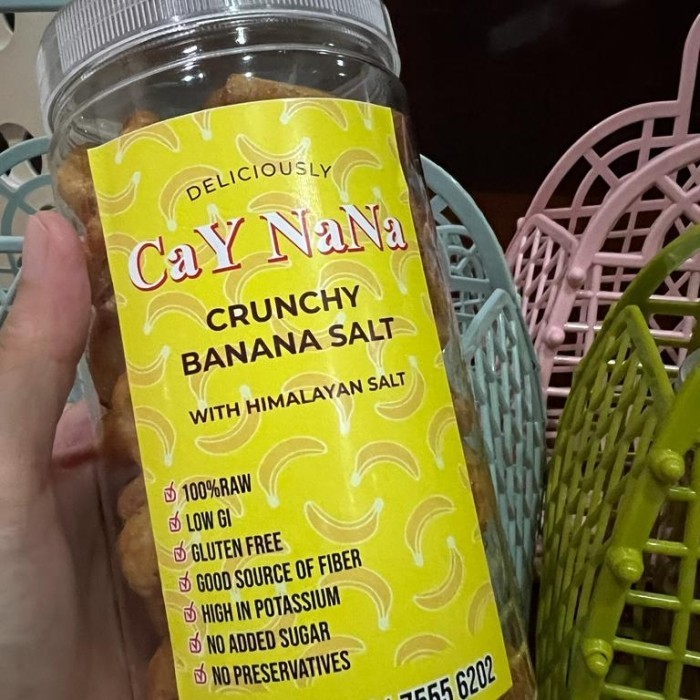 DELICIOUSLY
CaY NaNa
CRUNCHY
BANANA SALT
WITH HIMALAYAN SALT
100%RAW
LOW GI
GLUTEN FREE
GOOD SOURCE OF FIBER
HIGH IN POTASSIUM
NO ADDED SUGAR
NO PRESERVATIVES
7555 6202